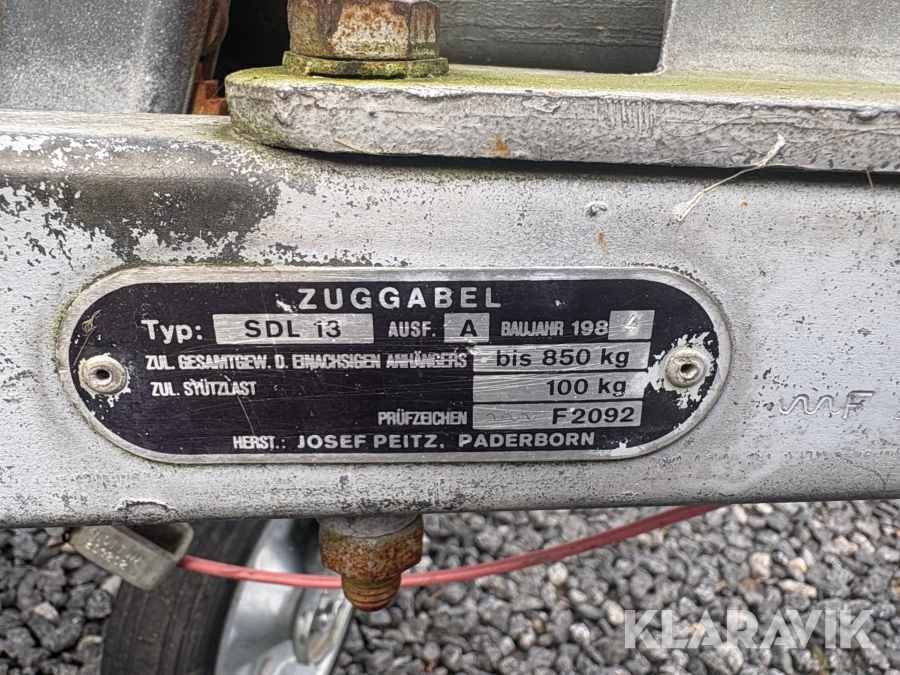 ZUGGABEL
Typ: SDL 13 AUSF. A BAUJAHR 1984
ZUL. GESAMTGEW. D. EINACHSIGEN ANHÄNGERS bis 850 kg
ZUL. STÜTZLAST 100 kg
PRÜFZEICHEN F2092
HERST.: JOSEF PEITZ, PADERBORN
F
KLARAVIK